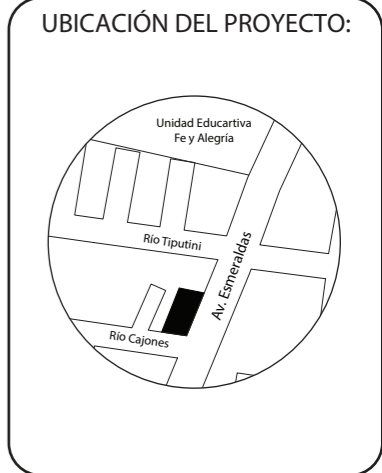 UBICACIÓN DEL PROYECTO:
Unidad Educartiva
Fe y Alegría
Río Tiputini
Av. Esmeraldas
Río Cajones